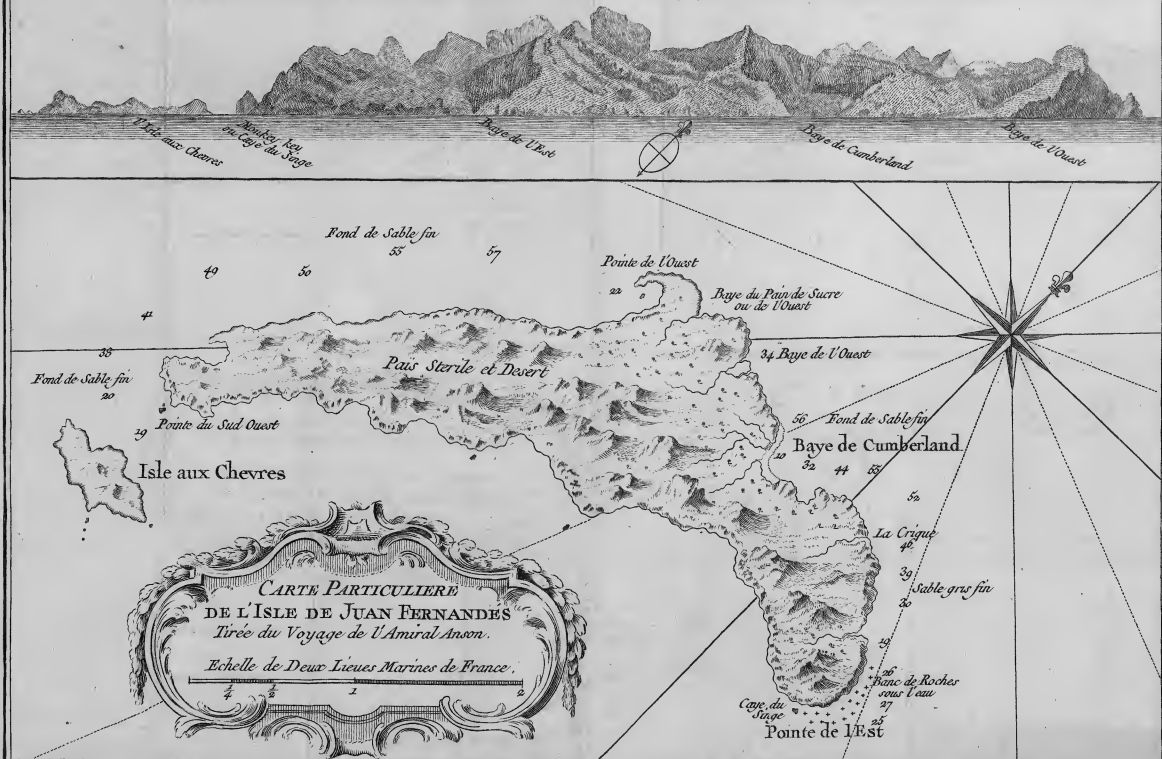 l'Isle aux Chevres
Monkey key
ou Caye du Singe
Baye de l'Est
Baye de Cumberland
Baye de l'Ouest
Fond de Sable fin
49
50
55
57
Pointe de l'Ouest
22
Baye du Pain de Sucre
ou de l'Ouest
41
38
34 Baye de l'Ouest
Pais Sterile et Desert
Fond de Sable fin
20
19
Pointe du Sud Ouest
56 Fond de Sable fin
Baye de Cumberland
10
32
44
55
Isle aux Chevres
52
La Crique
46
39
Sable gris fin
30
19
26
Banc de Roches
sous l'eau
27
25
Caye du
Singe
Pointe de l'Est
CARTE PARTICULIERE
DE L'ISLE DE JUAN FERNANDÉS
Tirée du Voyage de l'Amiral Anson.
Echelle de Deux Lieues Marines de France.
1/4
1/2
1
2